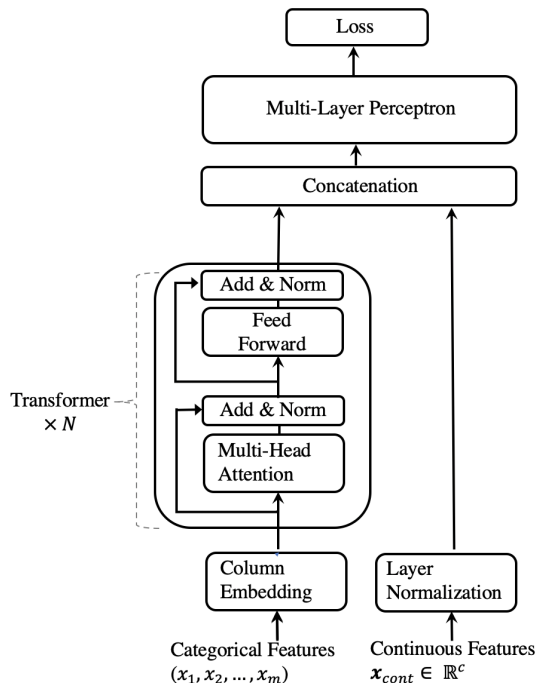 Loss
Multi-Layer Perceptron
Concatenation
Add & Norm
Feed
Forward
Transformer
× N
Add & Norm
Multi-Head
Attention
Column
Embedding
Layer
Normalization
Categorical Features
(x₁, x₂, ..., xₘ)
Continuous Features
𝒙_cont ∈ ℝᶜ